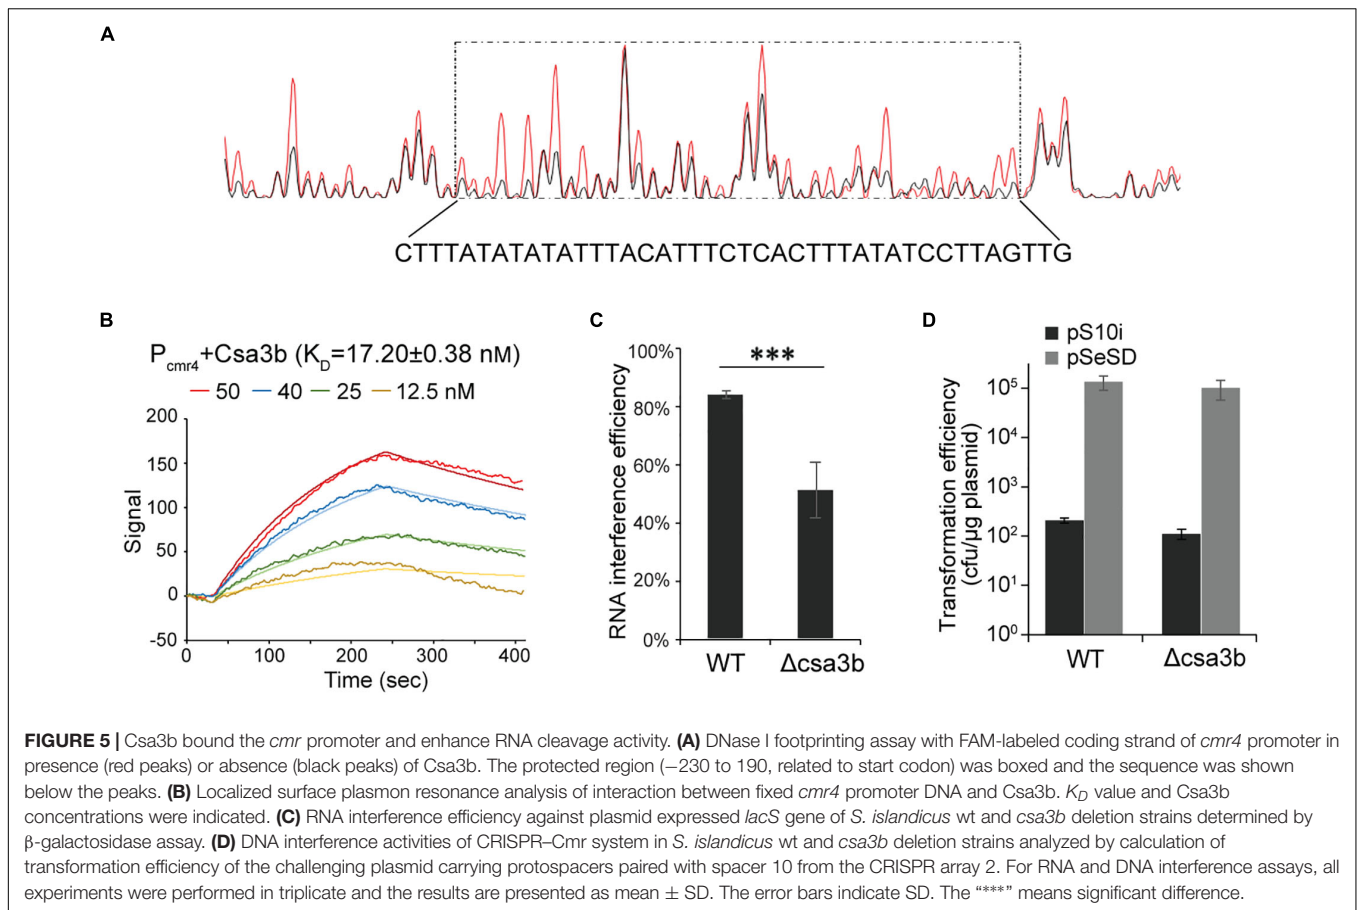 A
CTTTATATATATTTACATTTCTCACTTTATATCCTTAGTTG
B
P_cmr4+Csa3b (K_D=17.20±0.38 nM)
50 40 25 12.5 nM
200
150
100
50
0
-50
Signal
0 100 200 300 400
Time (sec)
C
***
100%
80%
60%
40%
20%
0%
RNA interference efficiency
WT Δcsa3b
D
pS10i
pSeSD
10⁵
10⁴
10³
10²
10¹
10⁰
Transformation efficiency
(cfu/μg plasmid)
WT Δcsa3b
FIGURE 5 | Csa3b bound the cmr promoter and enhance RNA cleavage activity. (A) DNase I footprinting assay with FAM-labeled coding strand of cmr4 promoter in
presence (red peaks) or absence (black peaks) of Csa3b. The protected region (−230 to 190, related to start codon) was boxed and the sequence was shown
below the peaks. (B) Localized surface plasmon resonance analysis of interaction between fixed cmr4 promoter DNA and Csa3b. K_D value and Csa3b
concentrations were indicated. (C) RNA interference efficiency against plasmid expressed lacS gene of S. islandicus wt and csa3b deletion strains determined by
β-galactosidase assay. (D) DNA interference activities of CRISPR–Cmr system in S. islandicus wt and csa3b deletion strains analyzed by calculation of
transformation efficiency of the challenging plasmid carrying protospacers paired with spacer 10 from the CRISPR array 2. For RNA and DNA interference assays, all
experiments were performed in triplicate and the results are presented as mean ± SD. The error bars indicate SD. The “***” means significant difference.